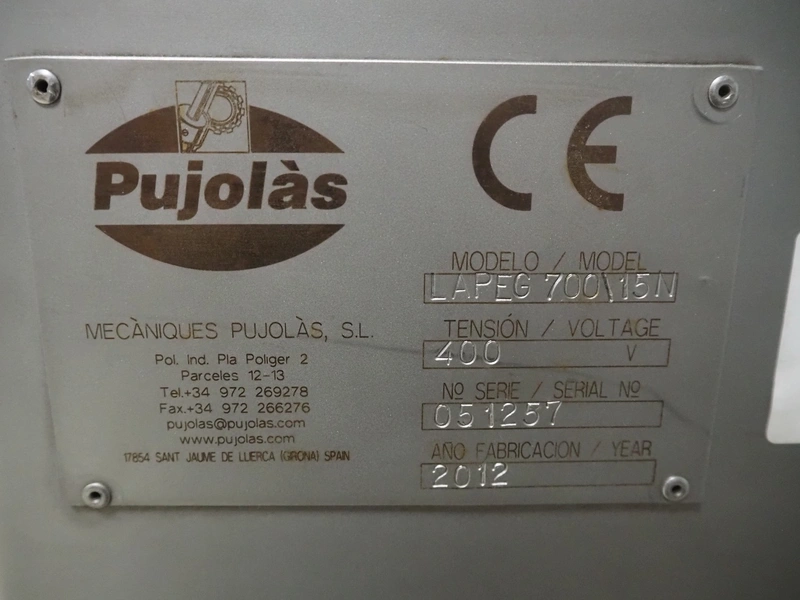 Pujolàs
CE
MODELO / MODEL
LAPEG 700\15N
TENSIÓN / VOLTAGE
400 V
Nº SERIE / SERIAL Nº
051257
AÑO FABRICACION / YEAR
2012
MECÀNIQUES PUJOLÀS, S.L.
Pol. Ind. Pla Poliger 2
Parceles 12-13
Tel.+34 972 269278
Fax.+34 972 266276
pujolas@pujolas.com
www.pujolas.com
17854 SANT JAUME DE LLIERCA (GIRONA) SPAIN